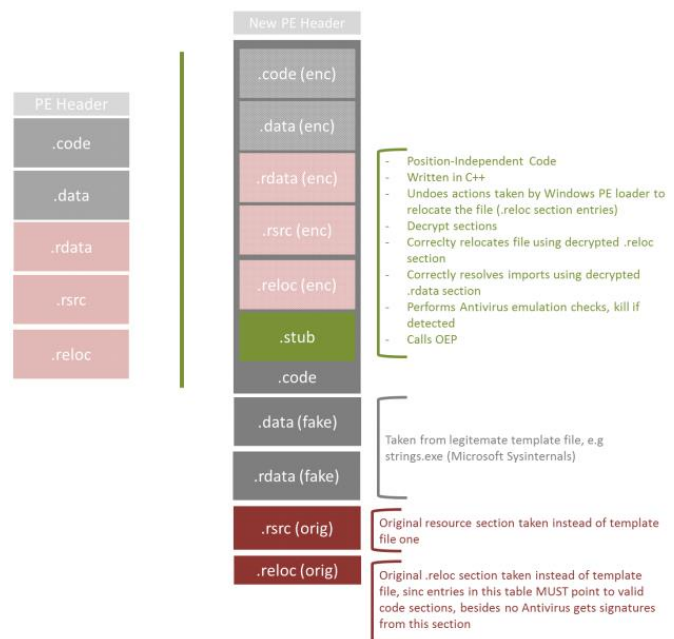 PE Header
.code
.data
.rdata
.rsrc
.reloc
New PE Header
.code (enc)
.data (enc)
.rdata (enc)
.rsrc (enc)
.reloc (enc)
.stub
.code
.data (fake)
.rdata (fake)
.rsrc (orig)
.reloc (orig)
- Position-Independent Code
- Written in C++
- Undoes actions taken by Windows PE loader to
relocate the file (.reloc section entries)
- Decrypt sections
- Correclty relocates file using decrypted .reloc
section
- Correctly resolves imports using decrypted
.rdata section
- Performs Antivirus emulation checks, kill if
detected
- Calls OEP
Taken from legitemate template file, e.g
strings.exe (Microsoft Sysinternals)
Original resource section taken instead of template
file one
Original .reloc section taken instead of template
file, sinc entries in this table MUST point to valid
code sections, besides no Antivirus gets signatures
from this section